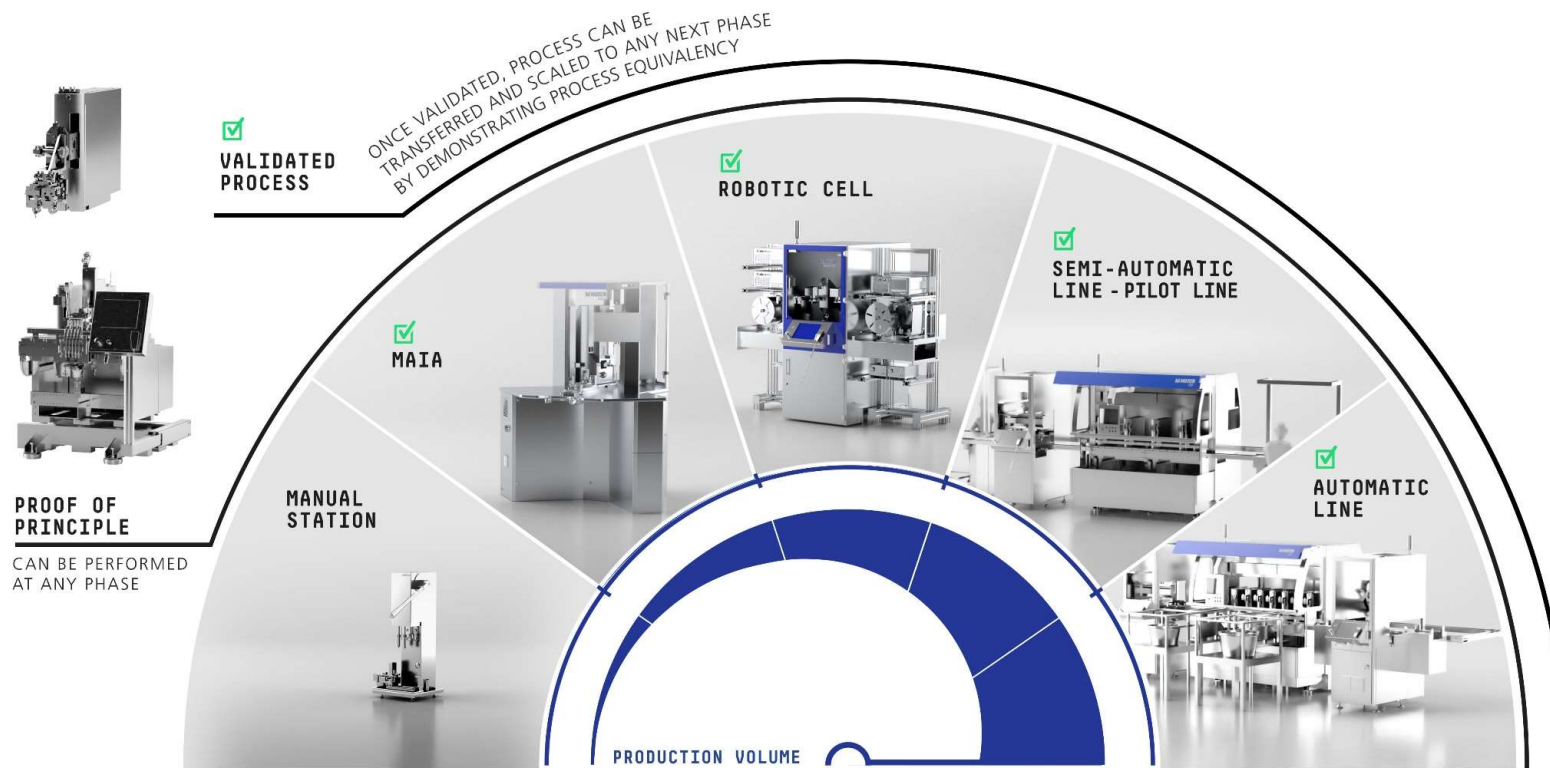 ONCE VALIDATED, PROCESS CAN BE
TRANSFERRED AND SCALED TO ANY NEXT PHASE
BY DEMONSTRATING PROCESS EQUIVALENCY
VALIDATED
PROCESS
ROBOTIC CELL
SEMI-AUTOMATIC
LINE - PILOT LINE
MAIA
AUTOMATIC
LINE
MANUAL
STATION
PROOF OF
PRINCIPLE
CAN BE PERFORMED
AT ANY PHASE
PRODUCTION VOLUME